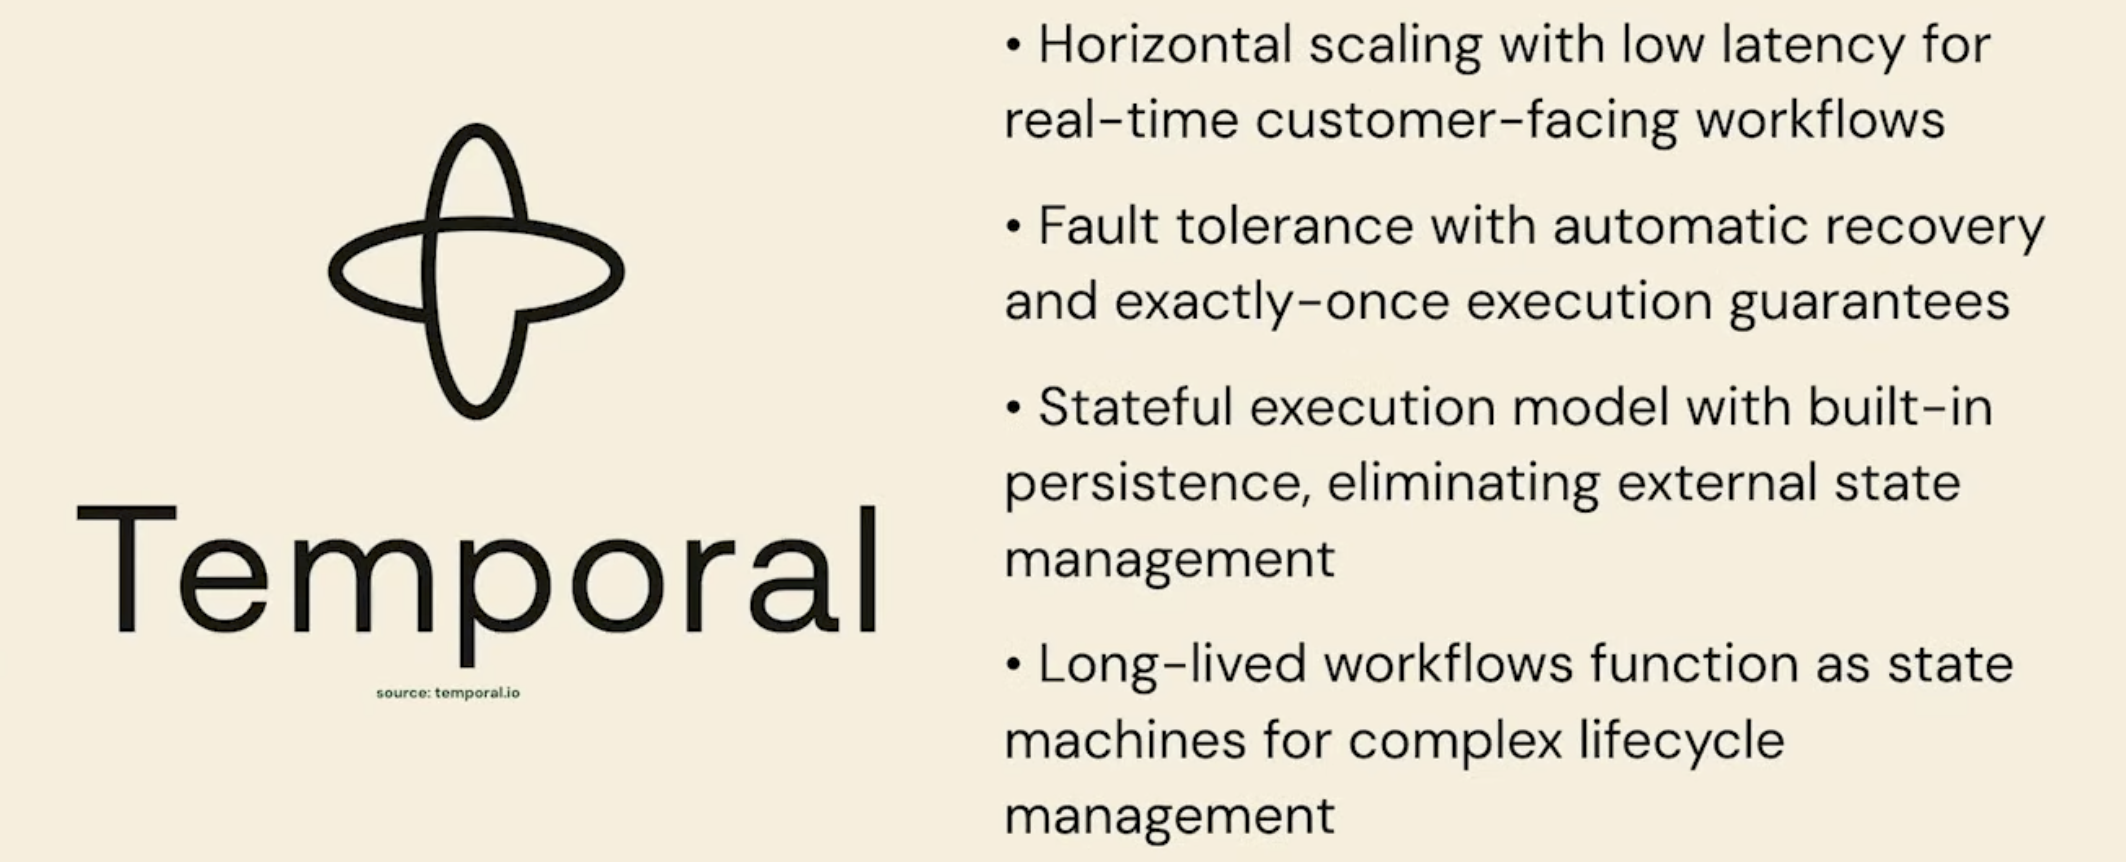 Temporal
source: temporal.io
• Horizontal scaling with low latency for
real-time customer-facing workflows
• Fault tolerance with automatic recovery
and exactly-once execution guarantees
• Stateful execution model with built-in
persistence, eliminating external state
management
• Long-lived workflows function as state
machines for complex lifecycle
management